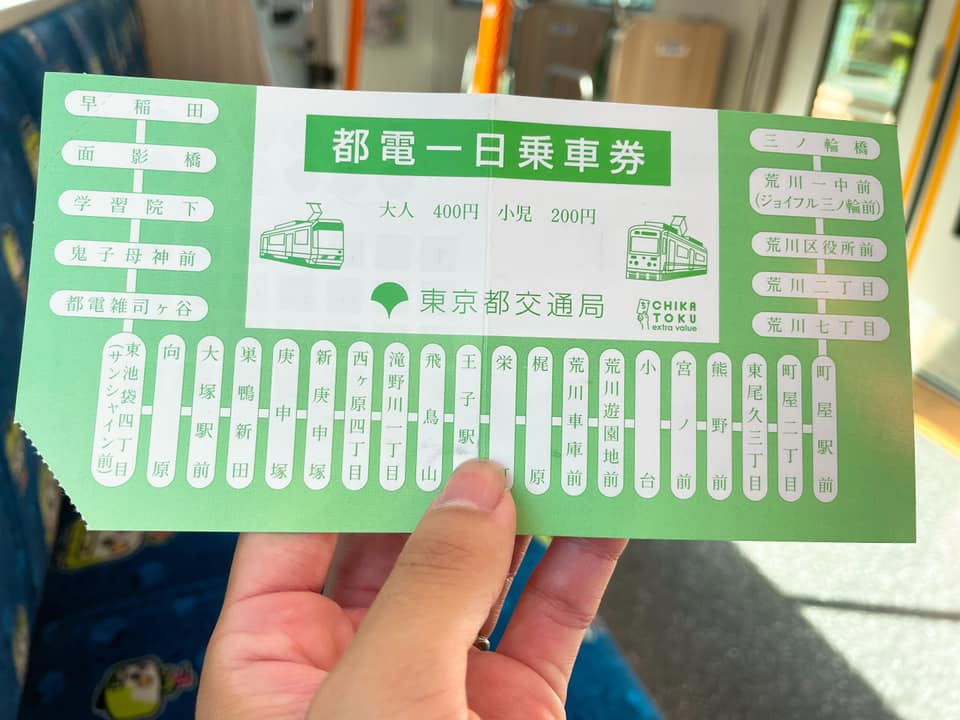 都電一日乗車券
大人 400円 小児 200円
東京都交通局
CHIKA
TOKU
extra value
早稲田
面影橋
学習院下
鬼子母神前
都電雑司ヶ谷
東池袋四丁目
(サンシャイン前)
向原
大塚駅前
巣鴨新田
庚申塚
新庚申塚
西ヶ原四丁目
滝野川一丁目
飛鳥山
王子駅
栄町
梶原
荒川車庫前
荒川遊園地前
小台
宮ノ前
熊野前
東尾久三丁目
町屋二丁目
町屋駅前
三ノ輪橋
荒川一中前
(ジョイフル三ノ輪前)
荒川区役所前
荒川二丁目
荒川七丁目